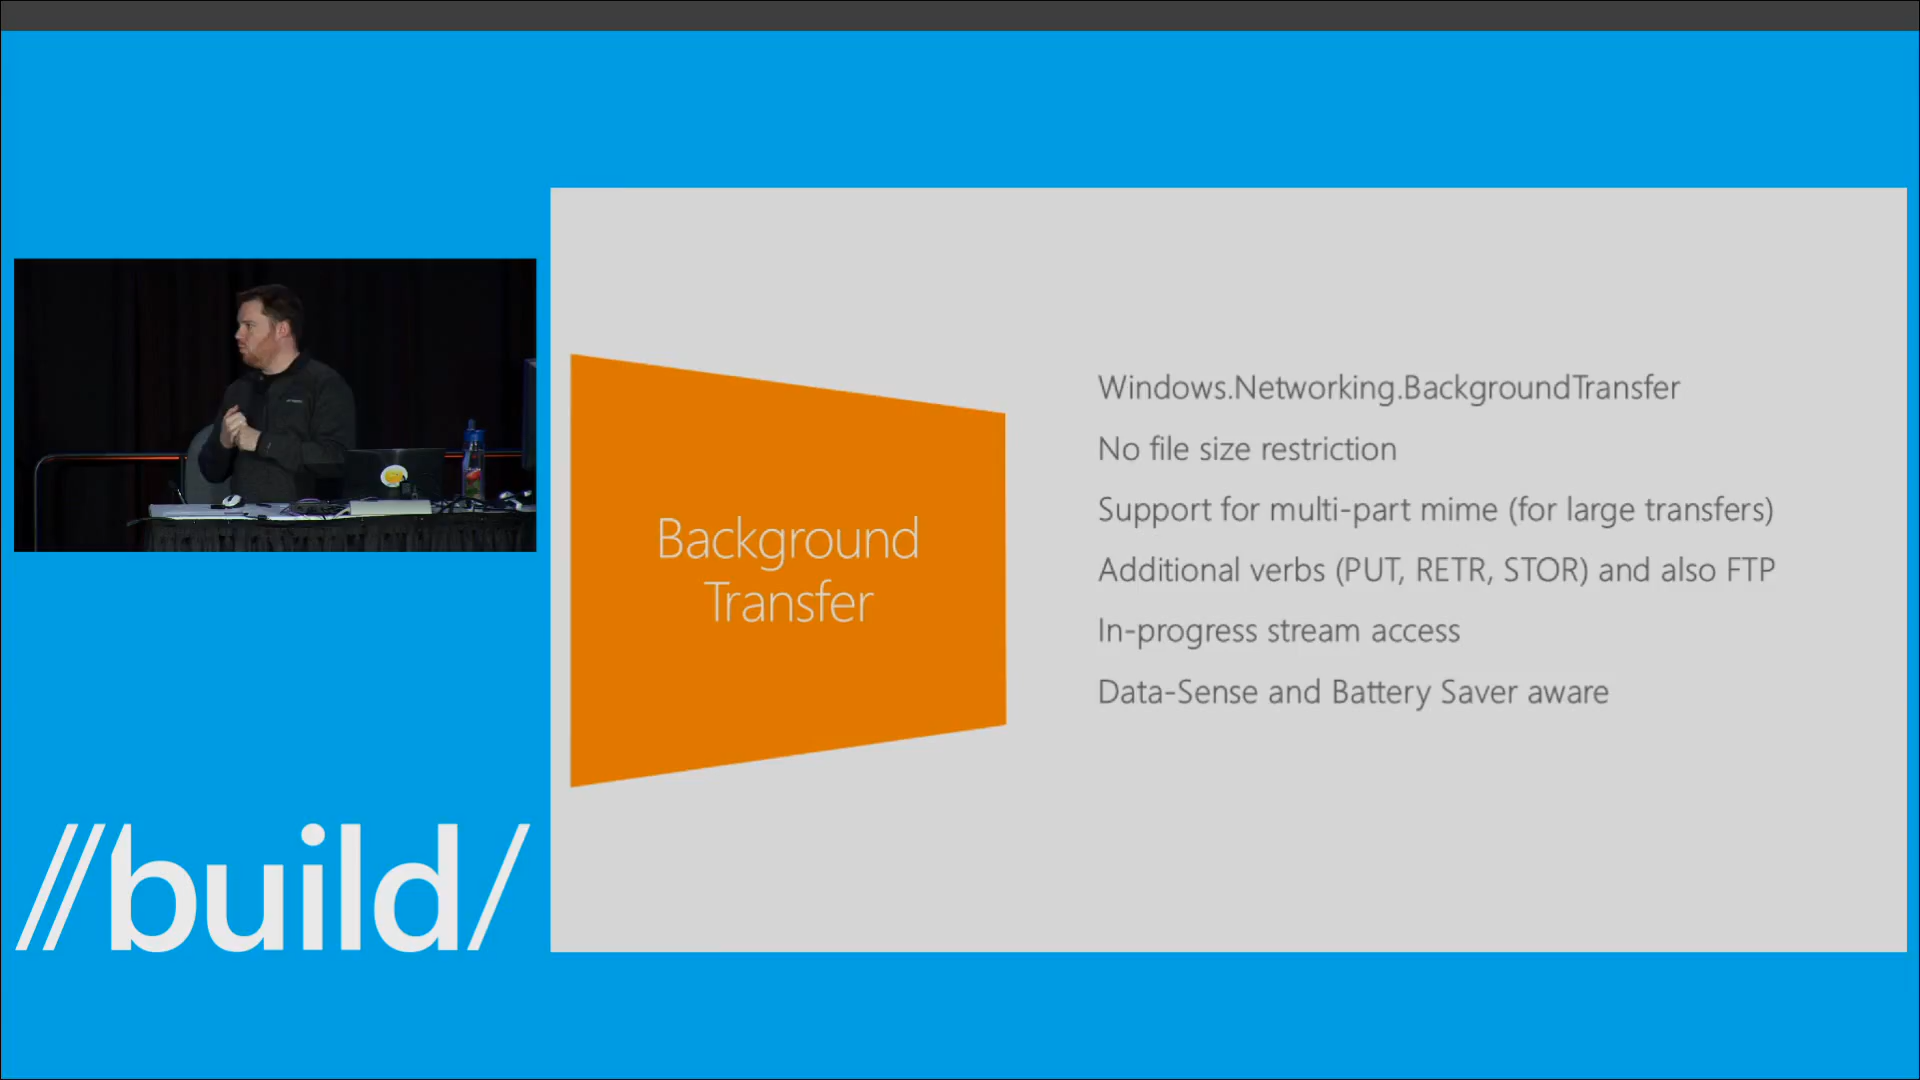 Background
Transfer
Windows.Networking.BackgroundTransfer
No file size restriction
Support for multi-part mime (for large transfers)
Additional verbs (PUT, RETR, STOR) and also FTP
In-progress stream access
Data-Sense and Battery Saver aware
//build/